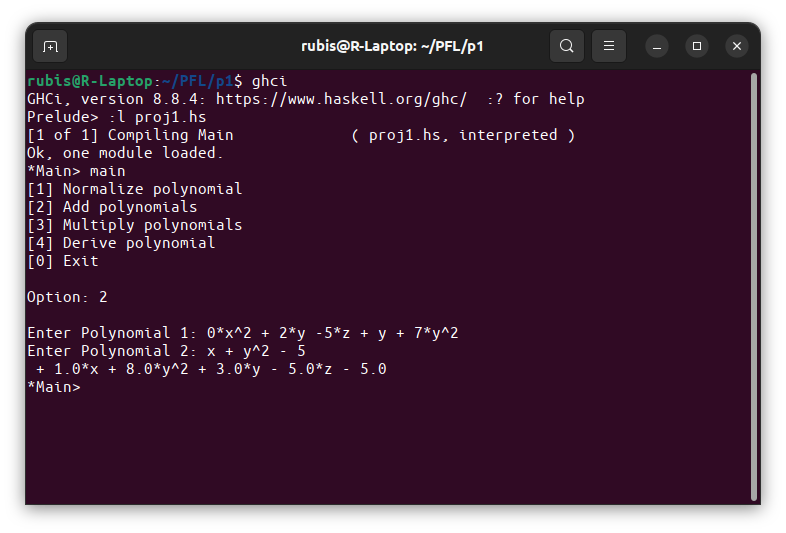 rubis@R-Laptop: ~/PFL/p1
rubis@R-Laptop:~/PFL/p1$ ghci
GHCi, version 8.8.4: https://www.haskell.org/ghc/  :? for help
Prelude> :l proj1.hs
[1 of 1] Compiling Main             ( proj1.hs, interpreted )
Ok, one module loaded.
*Main> main
[1] Normalize polynomial
[2] Add polynomials
[3] Multiply polynomials
[4] Derive polynomial
[0] Exit
Option: 2
Enter Polynomial 1: 0*x^2 + 2*y -5*z + y + 7*y^2
Enter Polynomial 2: x + y^2 - 5
 + 1.0*x + 8.0*y^2 + 3.0*y - 5.0*z - 5.0
*Main>